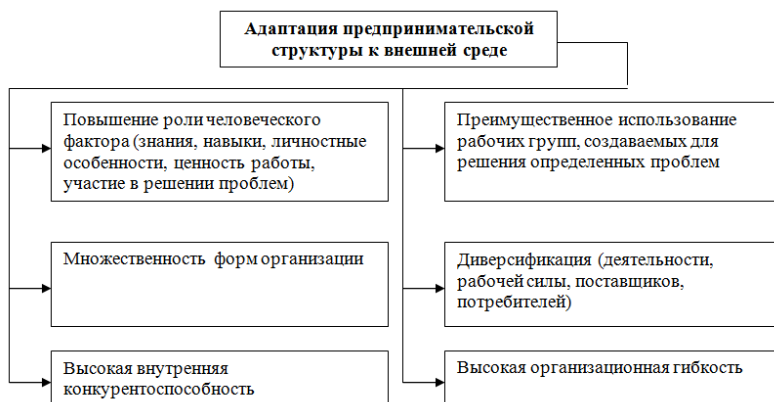 Адаптация предпринимательской
структуры к внешней среде
Повышение роли человеческого
фактора (знания, навыки, личностные
особенности, ценность работы,
участие в решении проблем)
Преимущественное использование
рабочих групп, создаваемых для
решения определенных проблем
Множественность форм организации
Диверсификация (деятельности,
рабочей силы, поставщиков,
потребителей)
Высокая внутренняя
конкурентоспособность
Высокая организационная гибкость